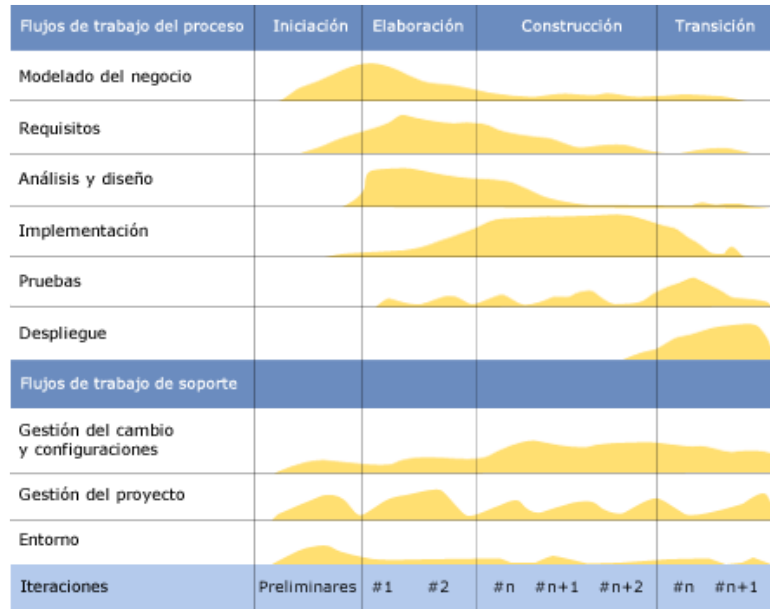 Flujos de trabajo del proceso Iniciación Elaboración Construcción Transición
Modelado del negocio
Requisitos
Análisis y diseño
Implementación
Pruebas
Despliegue
Flujos de trabajo de soporte
Gestión del cambio
y configuraciones
Gestión del proyecto
Entorno
Iteraciones Preliminares #1 #2 #n #n+1 #n+2 #n #n+1